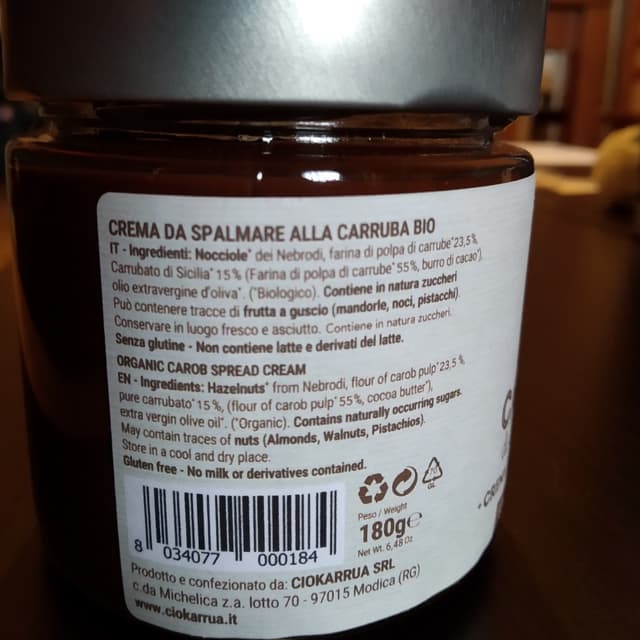 CREMA DA SPALMARE ALLA CARRUBA BIO
IT - Ingredienti: Nocciole* dei Nebrodi, farina di polpa di carrube* 23,5%,
Carrubato di Sicilia* 15% (Farina di polpa di carrube* 55%, burro di cacao*),
olio extravergine d'oliva*. (*Biologico). Contiene in natura zuccheri
Può contenere tracce di frutta a guscio (mandorle, noci, pistacchi).
Conservare in luogo fresco e asciutto. Contiene in natura zuccheri.
Senza glutine - Non contiene latte e derivati del latte.
ORGANIC CAROB SPREAD CREAM
EN - Ingredients: Hazelnuts* from Nebrodi, flour of carob pulp* 23,5 %,
pure carrubato* 15%, (flour of carob pulp* 55%, cocoa butter*),
extra vergin olive oil*. (*Organic). Contains naturally occurring sugars.
May contain traces of nuts (Almonds, Walnuts, Pistachios).
Store in a cool and dry place.
Gluten free - No milk or derivatives contained.
70
GL
Peso / Weight
180g e
Net Wt. 6,48 Oz
8 034077 000184
Prodotto e confezionato da: CIOKARRUA SRL
c.da Michelica z.a. lotto 70 - 97015 Modica (RG)
www.ciokarrua.it